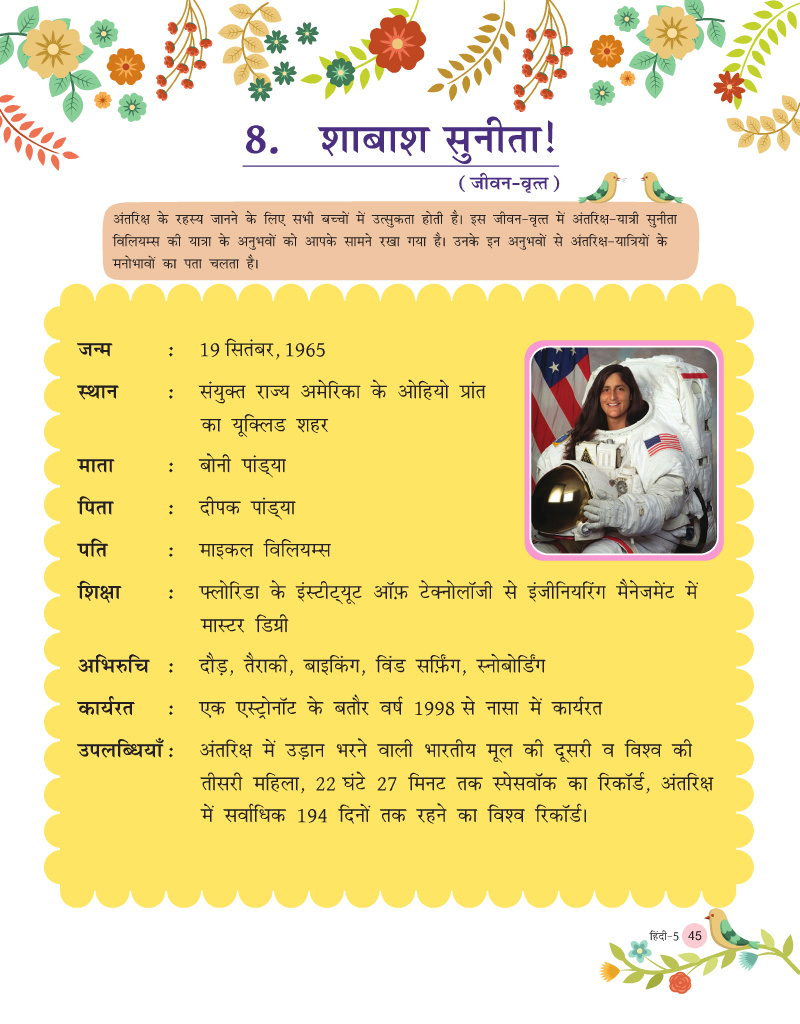 8. शाबाश सुनीता!
( जीवन-वृत्त )
अंतरिक्ष के रहस्य जानने के लिए सभी बच्चों में उत्सुकता होती है। इस जीवन-वृत्त में अंतरिक्ष-यात्री सुनीता
विलियम्स की यात्रा के अनुभवों को आपके सामने रखा गया है। उनके इन अनुभवों से अंतरिक्ष-यात्रियों के
मनोभावों का पता चलता है।
जन्म : 19 सितंबर, 1965
स्थान : संयुक्त राज्य अमेरिका के ओहियो प्रांत
का यूक्लिड शहर
माता : बोनी पांड्या
पिता : दीपक पांड्या
पति : माइकल विलियम्स
शिक्षा : फ्लोरिडा के इंस्टीट्यूट ऑफ़ टेक्नोलॉजी से इंजीनियरिंग मैनेजमेंट में
मास्टर डिग्री
अभिरुचि : दौड़, तैराकी, बाइकिंग, विंड सर्फ़िंग, स्नोबोर्डिंग
कार्यरत : एक एस्ट्रोनॉट के बतौर वर्ष 1998 से नासा में कार्यरत
उपलब्धियाँ : अंतरिक्ष में उड़ान भरने वाली भारतीय मूल की दूसरी व विश्व की
तीसरी महिला, 22 घंटे 27 मिनट तक स्पेसवॉक का रिकॉर्ड, अंतरिक्ष
में सर्वाधिक 194 दिनों तक रहने का विश्व रिकॉर्ड।
हिंदी-5 45